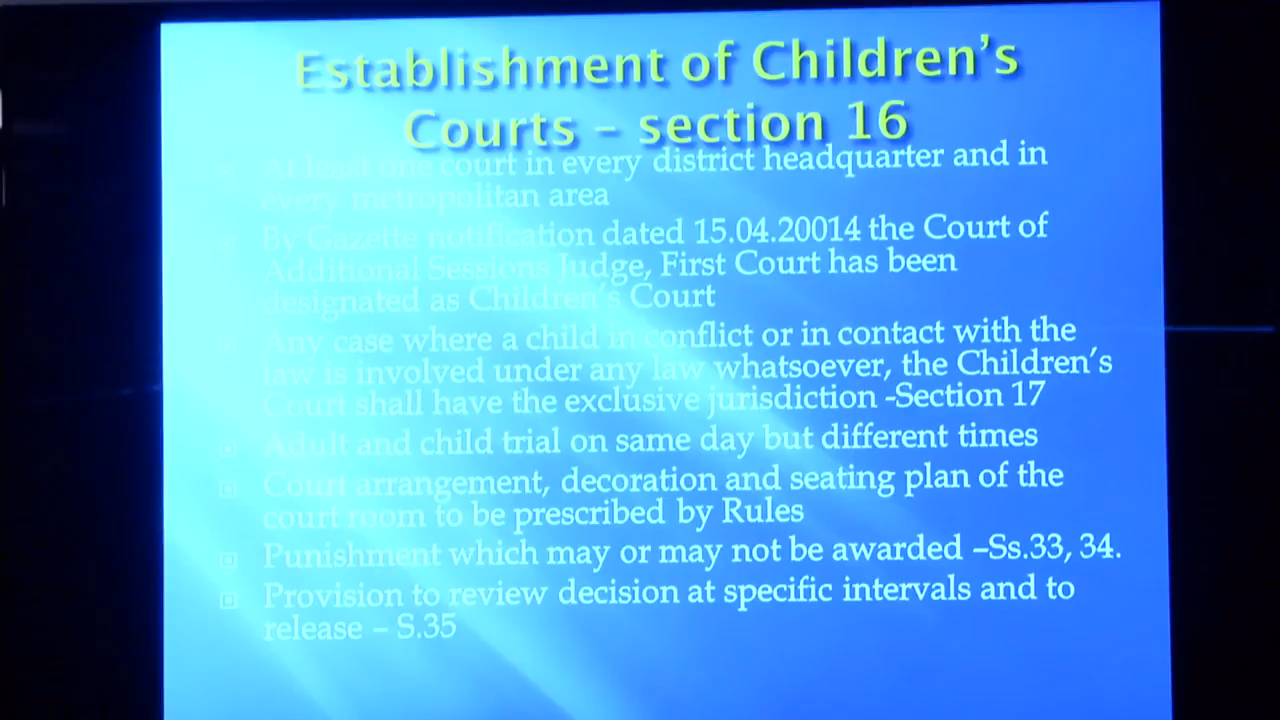 Establishment of Children's
Courts – section 16
At least one court in every district headquarter and in
every metropolitan area
By Gazette notification dated 15.04.20014 the Court of
Additional Sessions Judge, First Court has been
designated as Children's Court
Any case where a child in conflict or in contact with the
law is involved under any law whatsoever, the Children's
Court shall have the exclusive jurisdiction -Section 17
Adult and child trial on same day but different times
Court arrangement, decoration and seating plan of the
court room to be prescribed by Rules
Punishment which may or may not be awarded –Ss.33, 34.
Provision to review decision at specific intervals and to
release – S.35